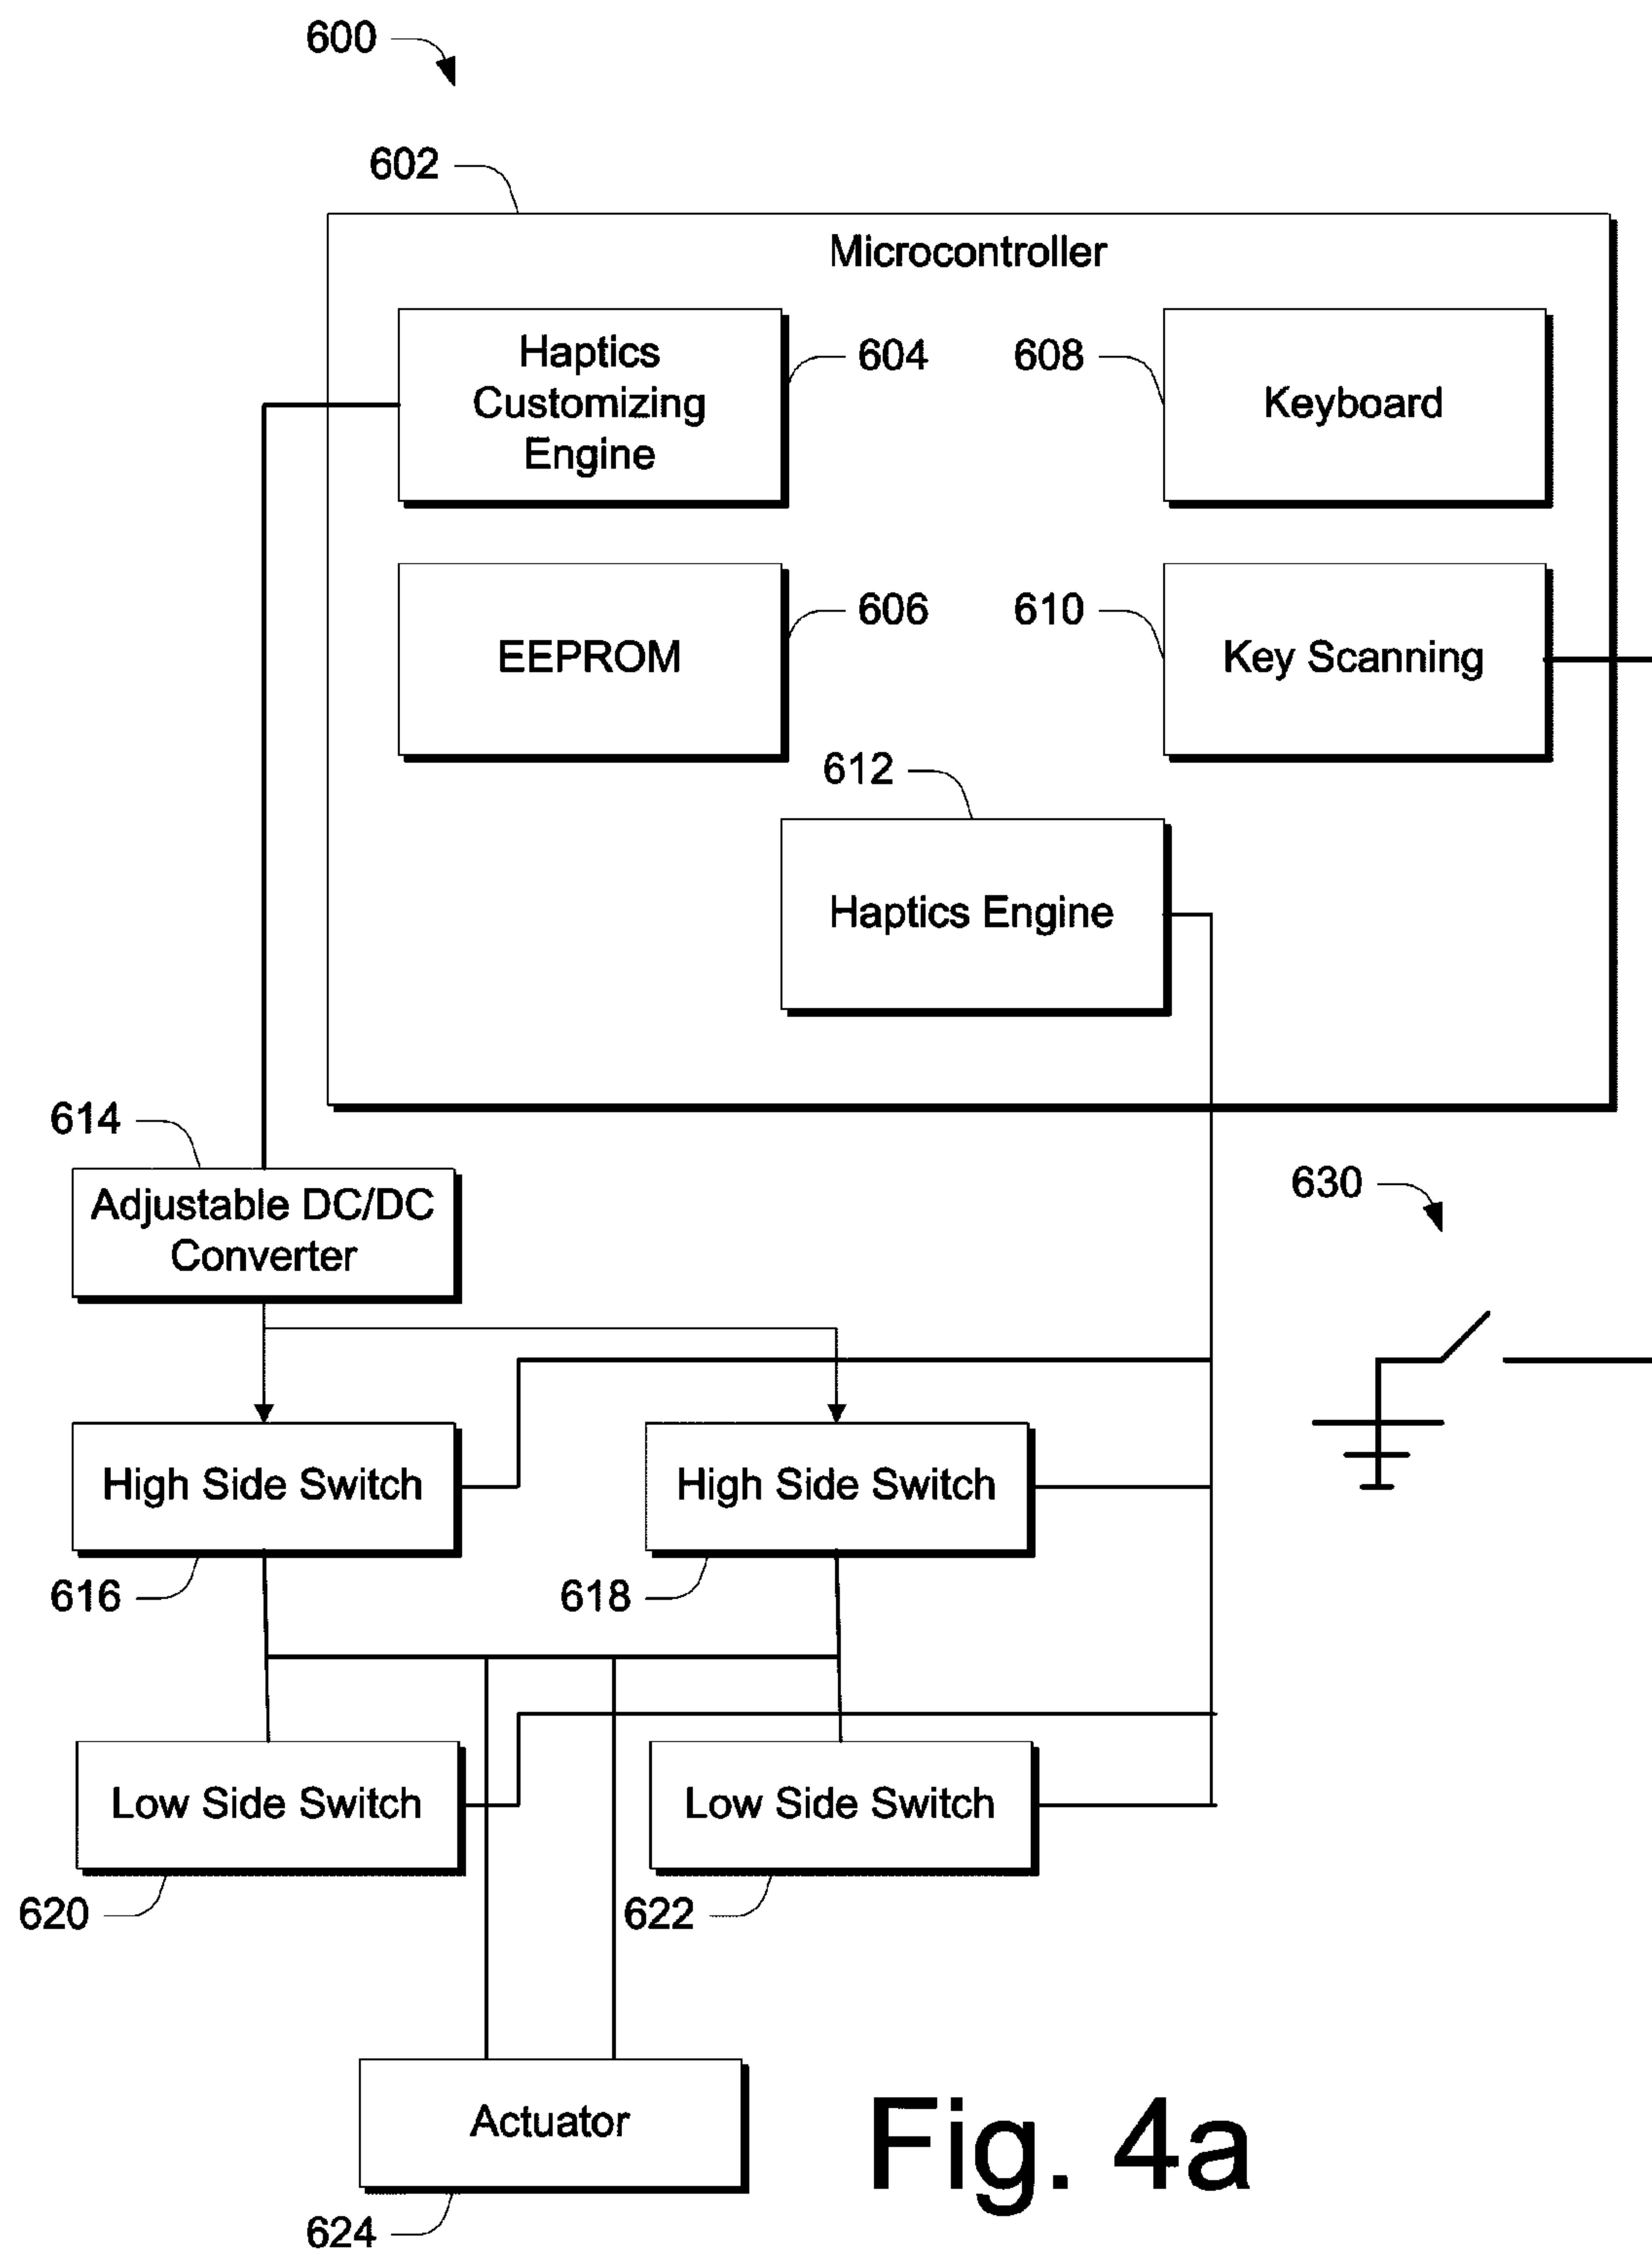 600
602
Microcontroller
Haptics
Customizing
Engine
604
608
Keyboard
EEPROM
606
610
Key Scanning
612
Haptics Engine
614
Adjustable DC/DC
Converter
630
High Side Switch
High Side Switch
616
618
Low Side Switch
Low Side Switch
620
622
Actuator
624
Fig. 4a